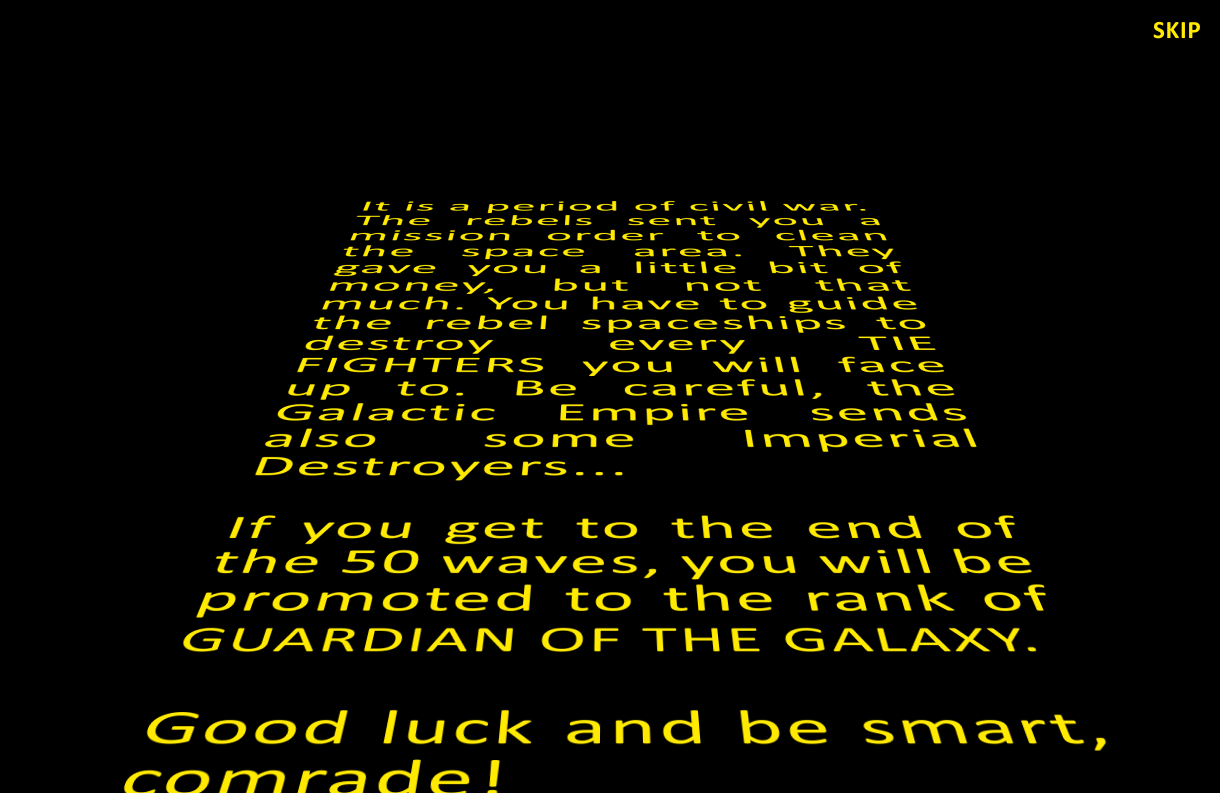 SKIP
It is a period of civil war.
The rebels sent you a
mission order to clean
the space area. They
gave you a little bit of
money, but not that
much. You have to guide
the rebel spaceships to
destroy every TIE
FIGHTERS you will face
up to. Be careful, the
Galactic Empire sends
also some Imperial
Destroyers...
If you get to the end of
the 50 waves, you will be
promoted to the rank of
GUARDIAN OF THE GALAXY.
Good luck and be smart,
comrade!